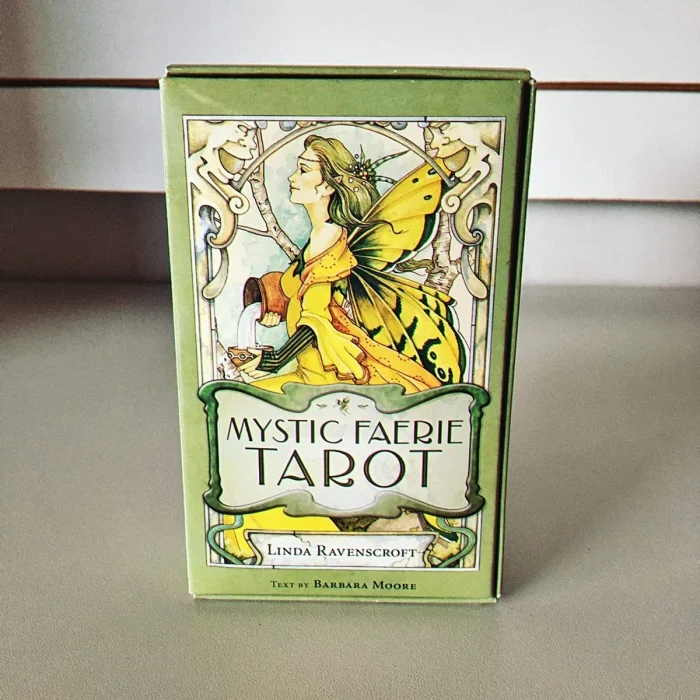 MYSTIC FAERIE
TAROT
LINDA RAVENSCROFT
TEXT BY BARBARA MOORE